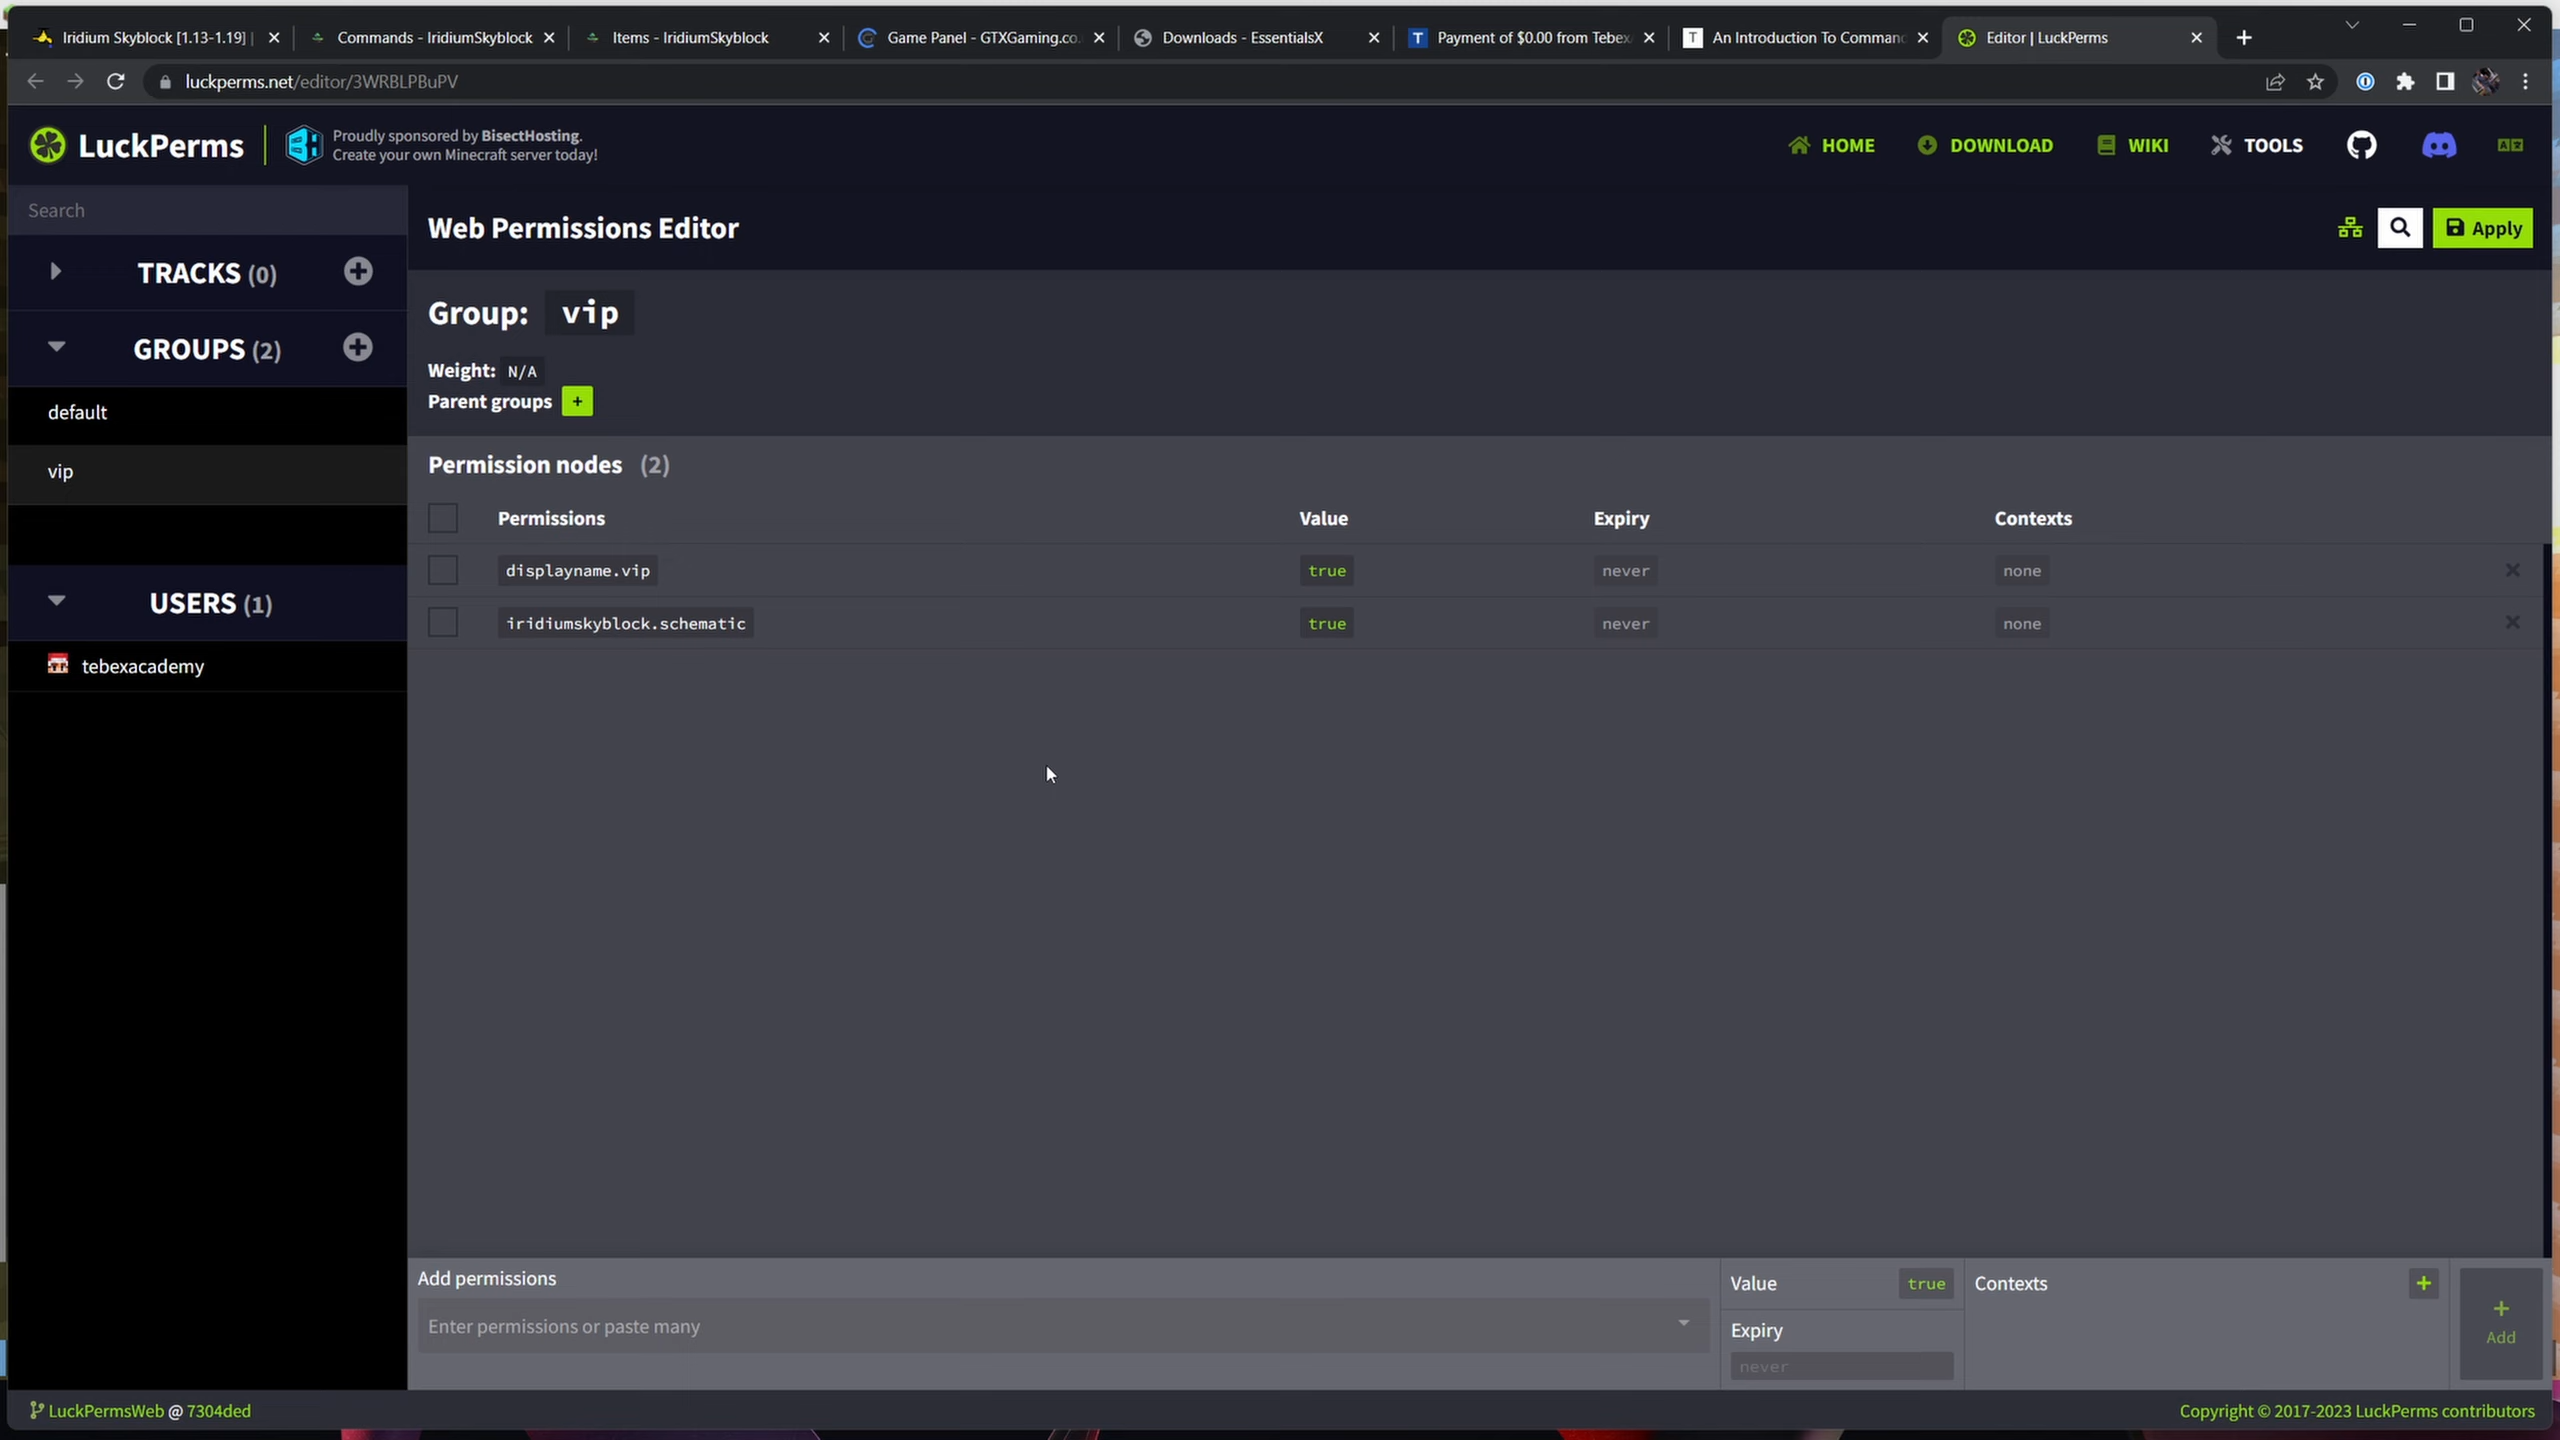 Iridium Skyblock [1.13-1.19] |
Commands - IridiumSkyblock
Items - IridiumSkyblock
Game Panel - GTXGaming.co.
Downloads - EssentialsX
Payment of $0.00 from Tebex
An Introduction To Comman
Editor | LuckPerms
luckperms.net/editor/3WRBLPBuPV
LuckPerms
Proudly sponsored by BisectHosting.
Create your own Minecraft server today!
HOME
DOWNLOAD
WIKI
TOOLS
Search
Web Permissions Editor
Apply
TRACKS (0)
GROUPS (2)
default
vip
USERS (1)
tebexacademy
Group: vip
Weight: N/A
Parent groups +
Permission nodes (2)
Permissions Value Expiry Contexts
displayname.vip true never none
iridiumskyblock.schematic true never none
Add permissions
Enter permissions or paste many
Value true
Expiry
never
Contexts +
+
Add
LuckPermsWeb @ 7304ded
Copyright © 2017-2023 LuckPerms contributors